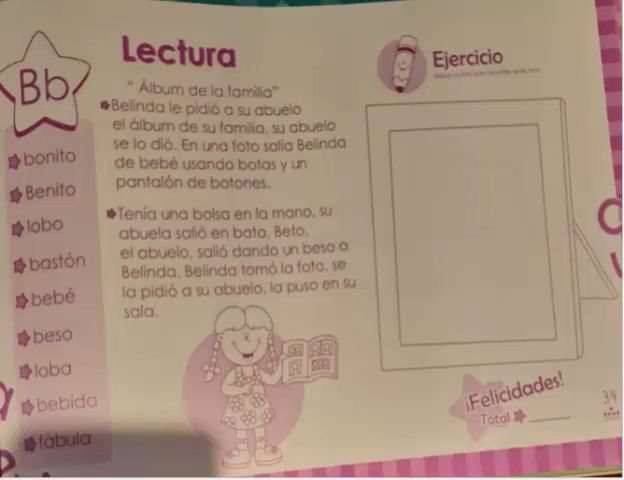 Bb
bonito
Benito
lobo
bastón
bebé
beso
loba
bebida
fábula
Lectura
" Álbum de la familia"
Belinda le pidió a su abuelo
el álbum de su familia, su abuelo
se lo dió. En una foto salía Belinda
de bebé usando botas y un
pantalón de botones.
Tenía una bolsa en la mano, su
abuela salió en bata. Beto,
el abuelo, salió dando un beso a
Belinda. Belinda tomó la foto, se
la pidió a su abuelo, la puso en su
sala.
Ejercicio
¡Felicidades!
Total
39